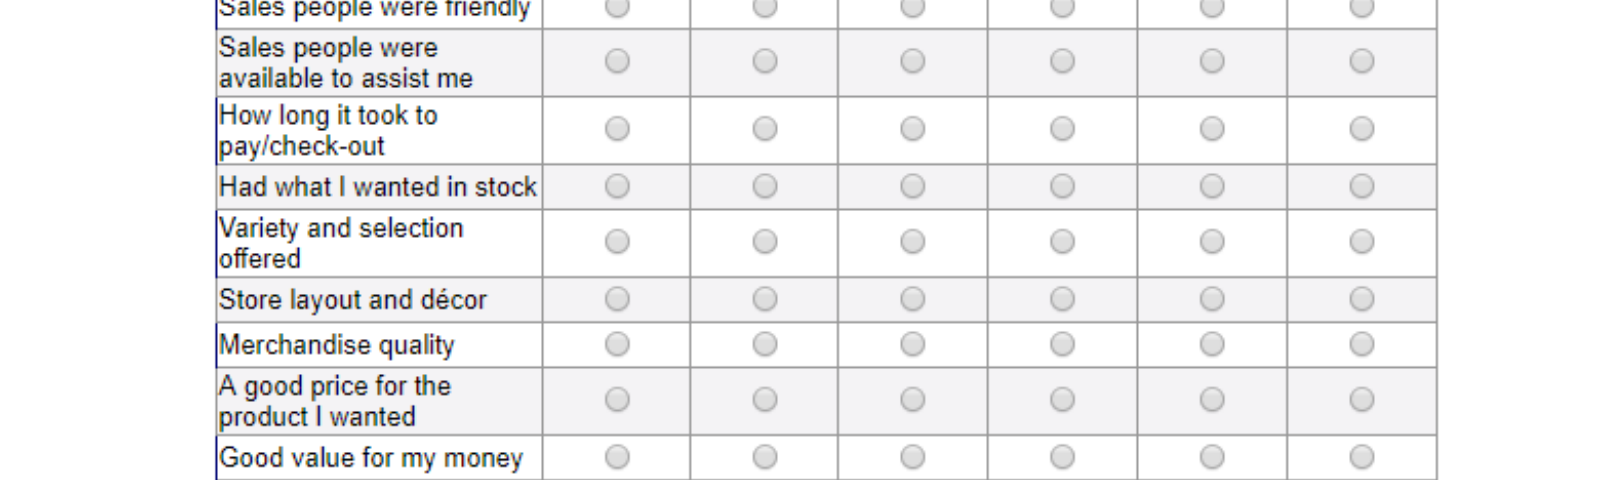 Sales people were friendly
Sales people were
available to assist me
How long it took to
pay/check-out
Had what I wanted in stock
Variety and selection
offered
Store layout and décor
Merchandise quality
A good price for the
product I wanted
Good value for my money